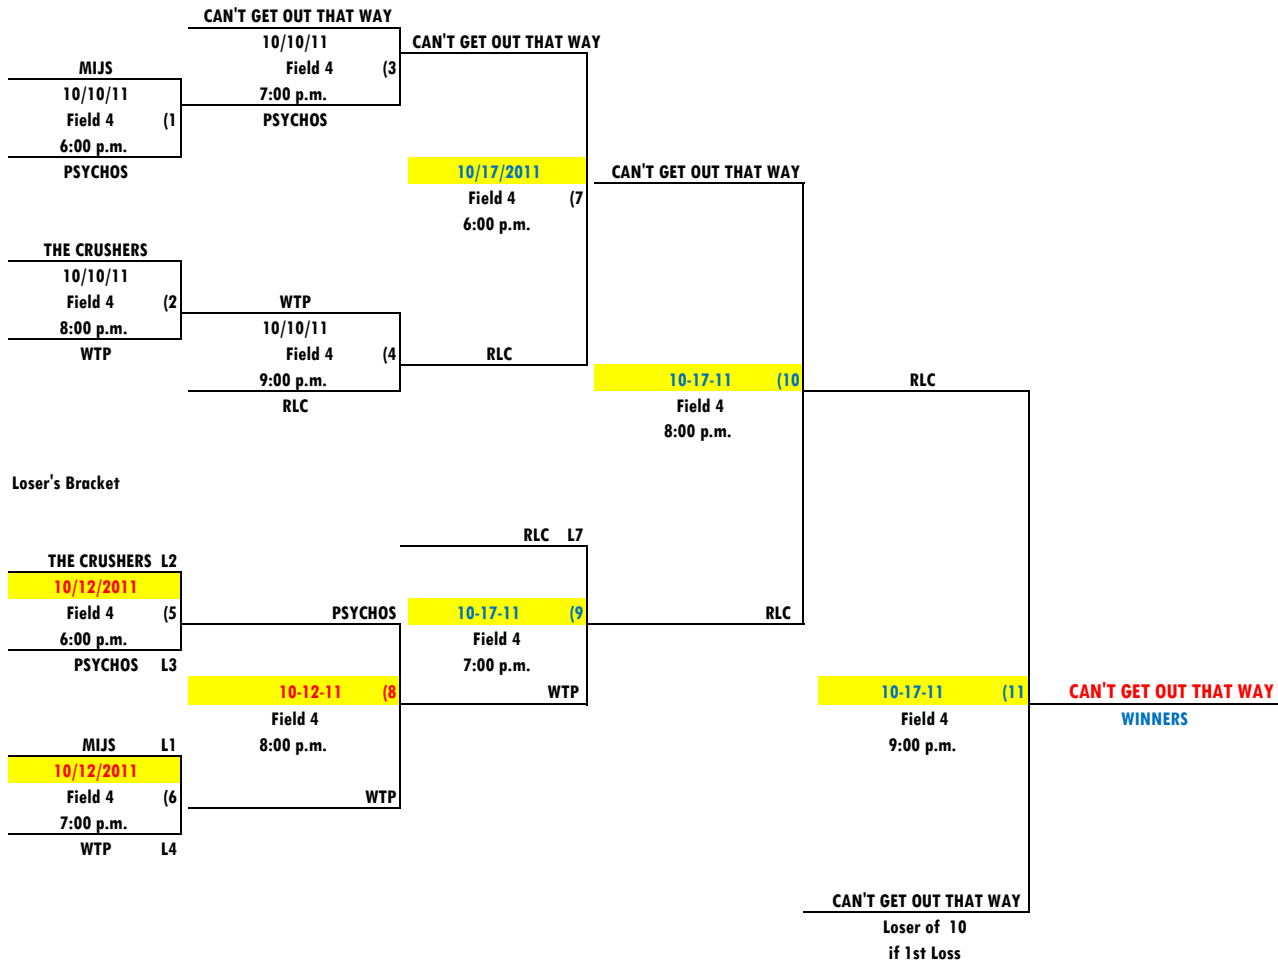 CAN'T GET OUT THAT WAY
10/10/11
Field 4 (3
7:00 p.m.
PSYCHOS
CAN'T GET OUT THAT WAY
MIJS
10/10/11
Field 4 (1
6:00 p.m.
PSYCHOS
10/17/2011
Field 4 (7
6:00 p.m.
CAN'T GET OUT THAT WAY
THE CRUSHERS
10/10/11
Field 4 (2
8:00 p.m.
WTP
WTP
10/10/11
Field 4 (4
9:00 p.m.
RLC
RLC
10-17-11 (10
Field 4
8:00 p.m.
RLC
Loser's Bracket
THE CRUSHERS L2
10/12/2011
Field 4 (5
6:00 p.m.
PSYCHOS L3
PSYCHOS
10-12-11 (8
Field 4
8:00 p.m.
WTP
MIJS L1
10/12/2011
Field 4 (6
7:00 p.m.
WTP L4
RLC L7
10-17-11 (9
Field 4
7:00 p.m.
WTP
RLC
10-17-11 (11
Field 4
9:00 p.m.
CAN'T GET OUT THAT WAY
WINNERS
CAN'T GET OUT THAT WAY
Loser of 10
if 1st Loss